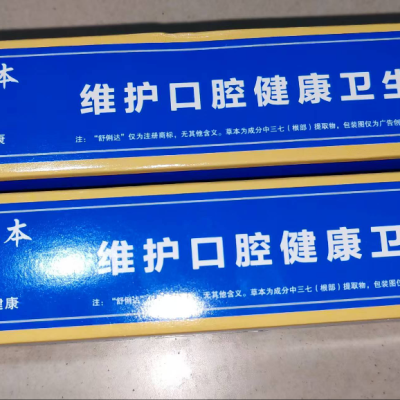 本
维护口腔健康卫生
康
注：“舒俐达”仅为注册商标，无其他含义。草本为成分中三七（根部）提取物，包装图仅为广告创
本
维护口腔健康卫
健康
注：“舒俐达”仅为注册商标，无其他含义。草本为成分中三七（根部）提取物，包装图仅